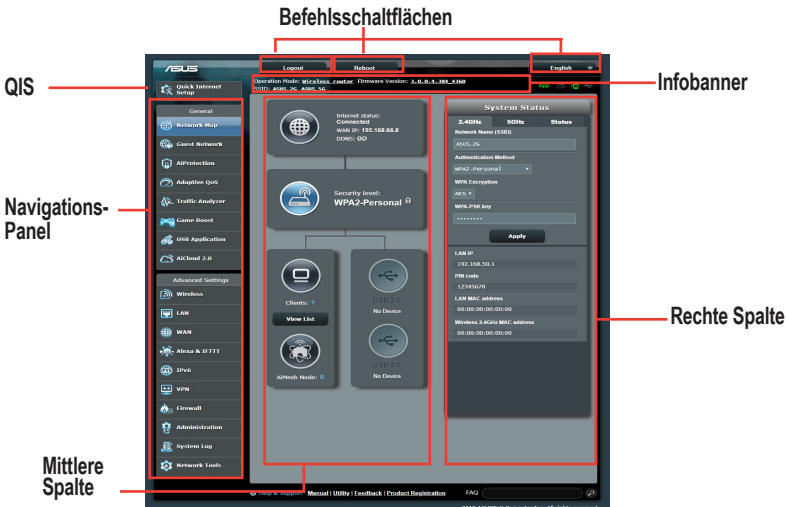 Befehlsschaltflächen
QIS
Infobanner
Navigations-
Panel
Rechte Spalte
Mittlere
Spalte
ASUS
Logout
Reboot
English
Quick Internet
Setup
Operation Mode: Wireless router Firmware Version: 3.0.0.4.384_4360
SSID: ASUS_2G ASUS_5G
App
General
Network Map
Guest Network
AiProtection
Adaptive QoS
Traffic Analyzer
Game Boost
USB Application
AiCloud 2.0
Advanced Settings
Wireless
LAN
WAN
Alexa & IFTTT
IPv6
VPN
Firewall
Administration
System Log
Network Tools
Internet status:
Connected
WAN IP: 192.168.66.8
DDNS: GO
Security level:
WPA2-Personal
Clients: 1
View List
AiMesh Node: 0
USB 3.0
No Device
USB 3.0
No Device
System Status
2.4GHz
5GHz
Status
Network Name (SSID)
ASUS_2G
Authentication Method
WPA2-Personal
WPA Encryption
AES
WPA-PSK key
••••••••
Apply
LAN IP
192.168.50.1
PIN code
12345670
LAN MAC address
00:00:00:00:00:00
Wireless 2.4GHz MAC address
00:00:00:00:00:00
Help & Support Manual | Utility | Feedback | Product Registration
FAQ